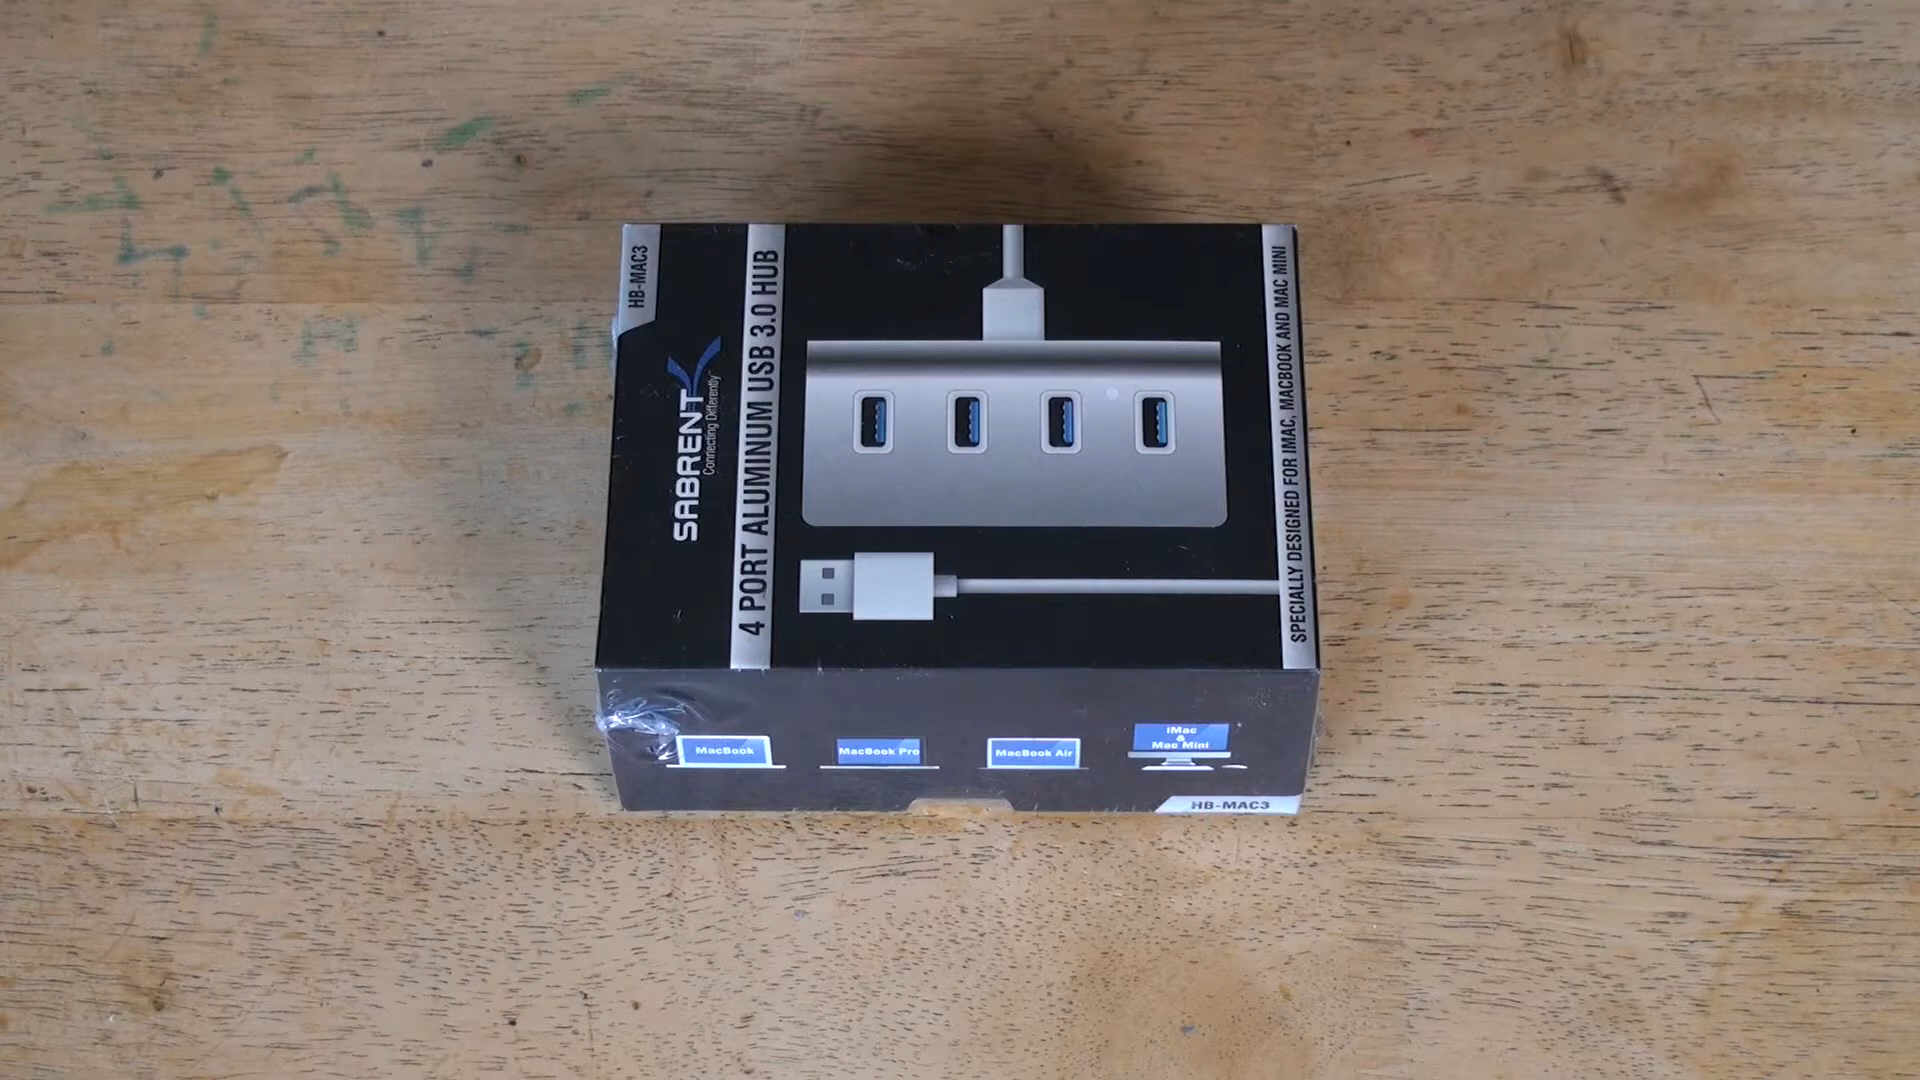 HB-MAC3
SABRENT
Connecting Differently™
4 PORT ALUMINUM USB 3.0 HUB
SPECIALLY DESIGNED FOR IMAC, MACBOOK AND MAC MINI
MacBook
MacBook Pro
MacBook Air
iMac
&
Mac Mini
HB-MAC3